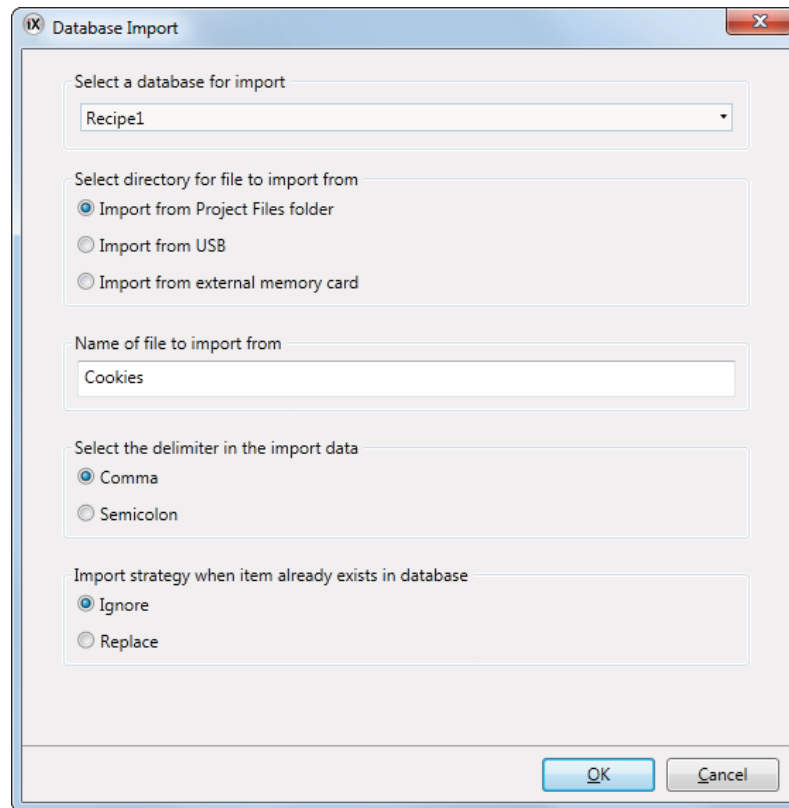 iX Database Import
Select a database for import
Recipe1
Select directory for file to import from
Import from Project Files folder
Import from USB
Import from external memory card
Name of file to import from
Cookies
Select the delimiter in the import data
Comma
Semicolon
Import strategy when item already exists in database
Ignore
Replace
OK Cancel